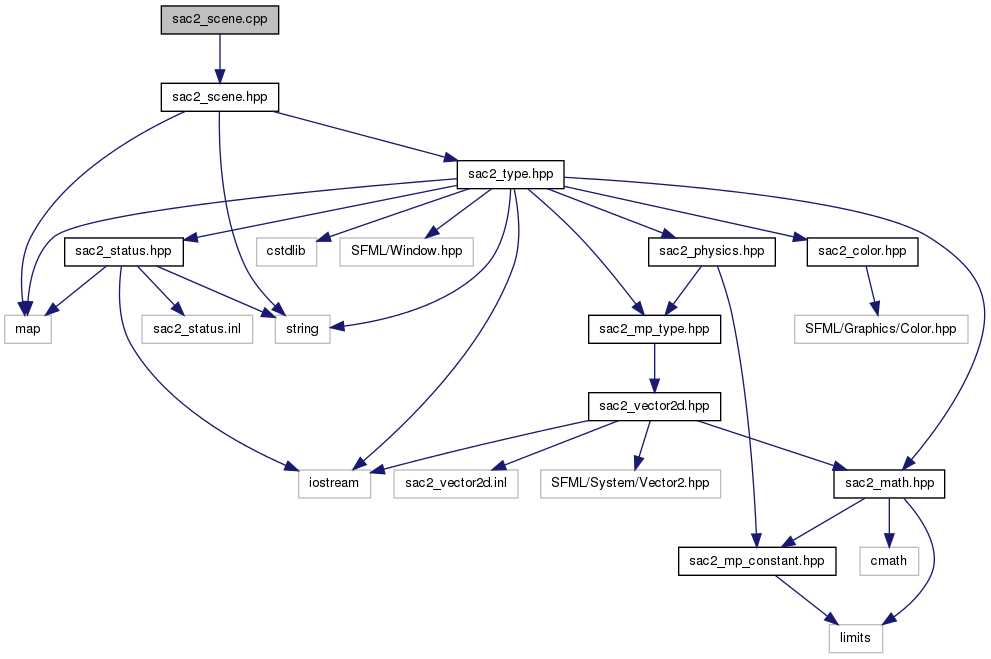 sac2_scene.cpp
sac2_scene.hpp
sac2_type.hpp
sac2_status.hpp
cstdlib
SFML/Window.hpp
sac2_physics.hpp
sac2_color.hpp
map
sac2_status.inl
string
sac2_mp_type.hpp
SFML/Graphics/Color.hpp
sac2_vector2d.hpp
iostream
sac2_vector2d.inl
SFML/System/Vector2.hpp
sac2_math.hpp
sac2_mp_constant.hpp
cmath
limits